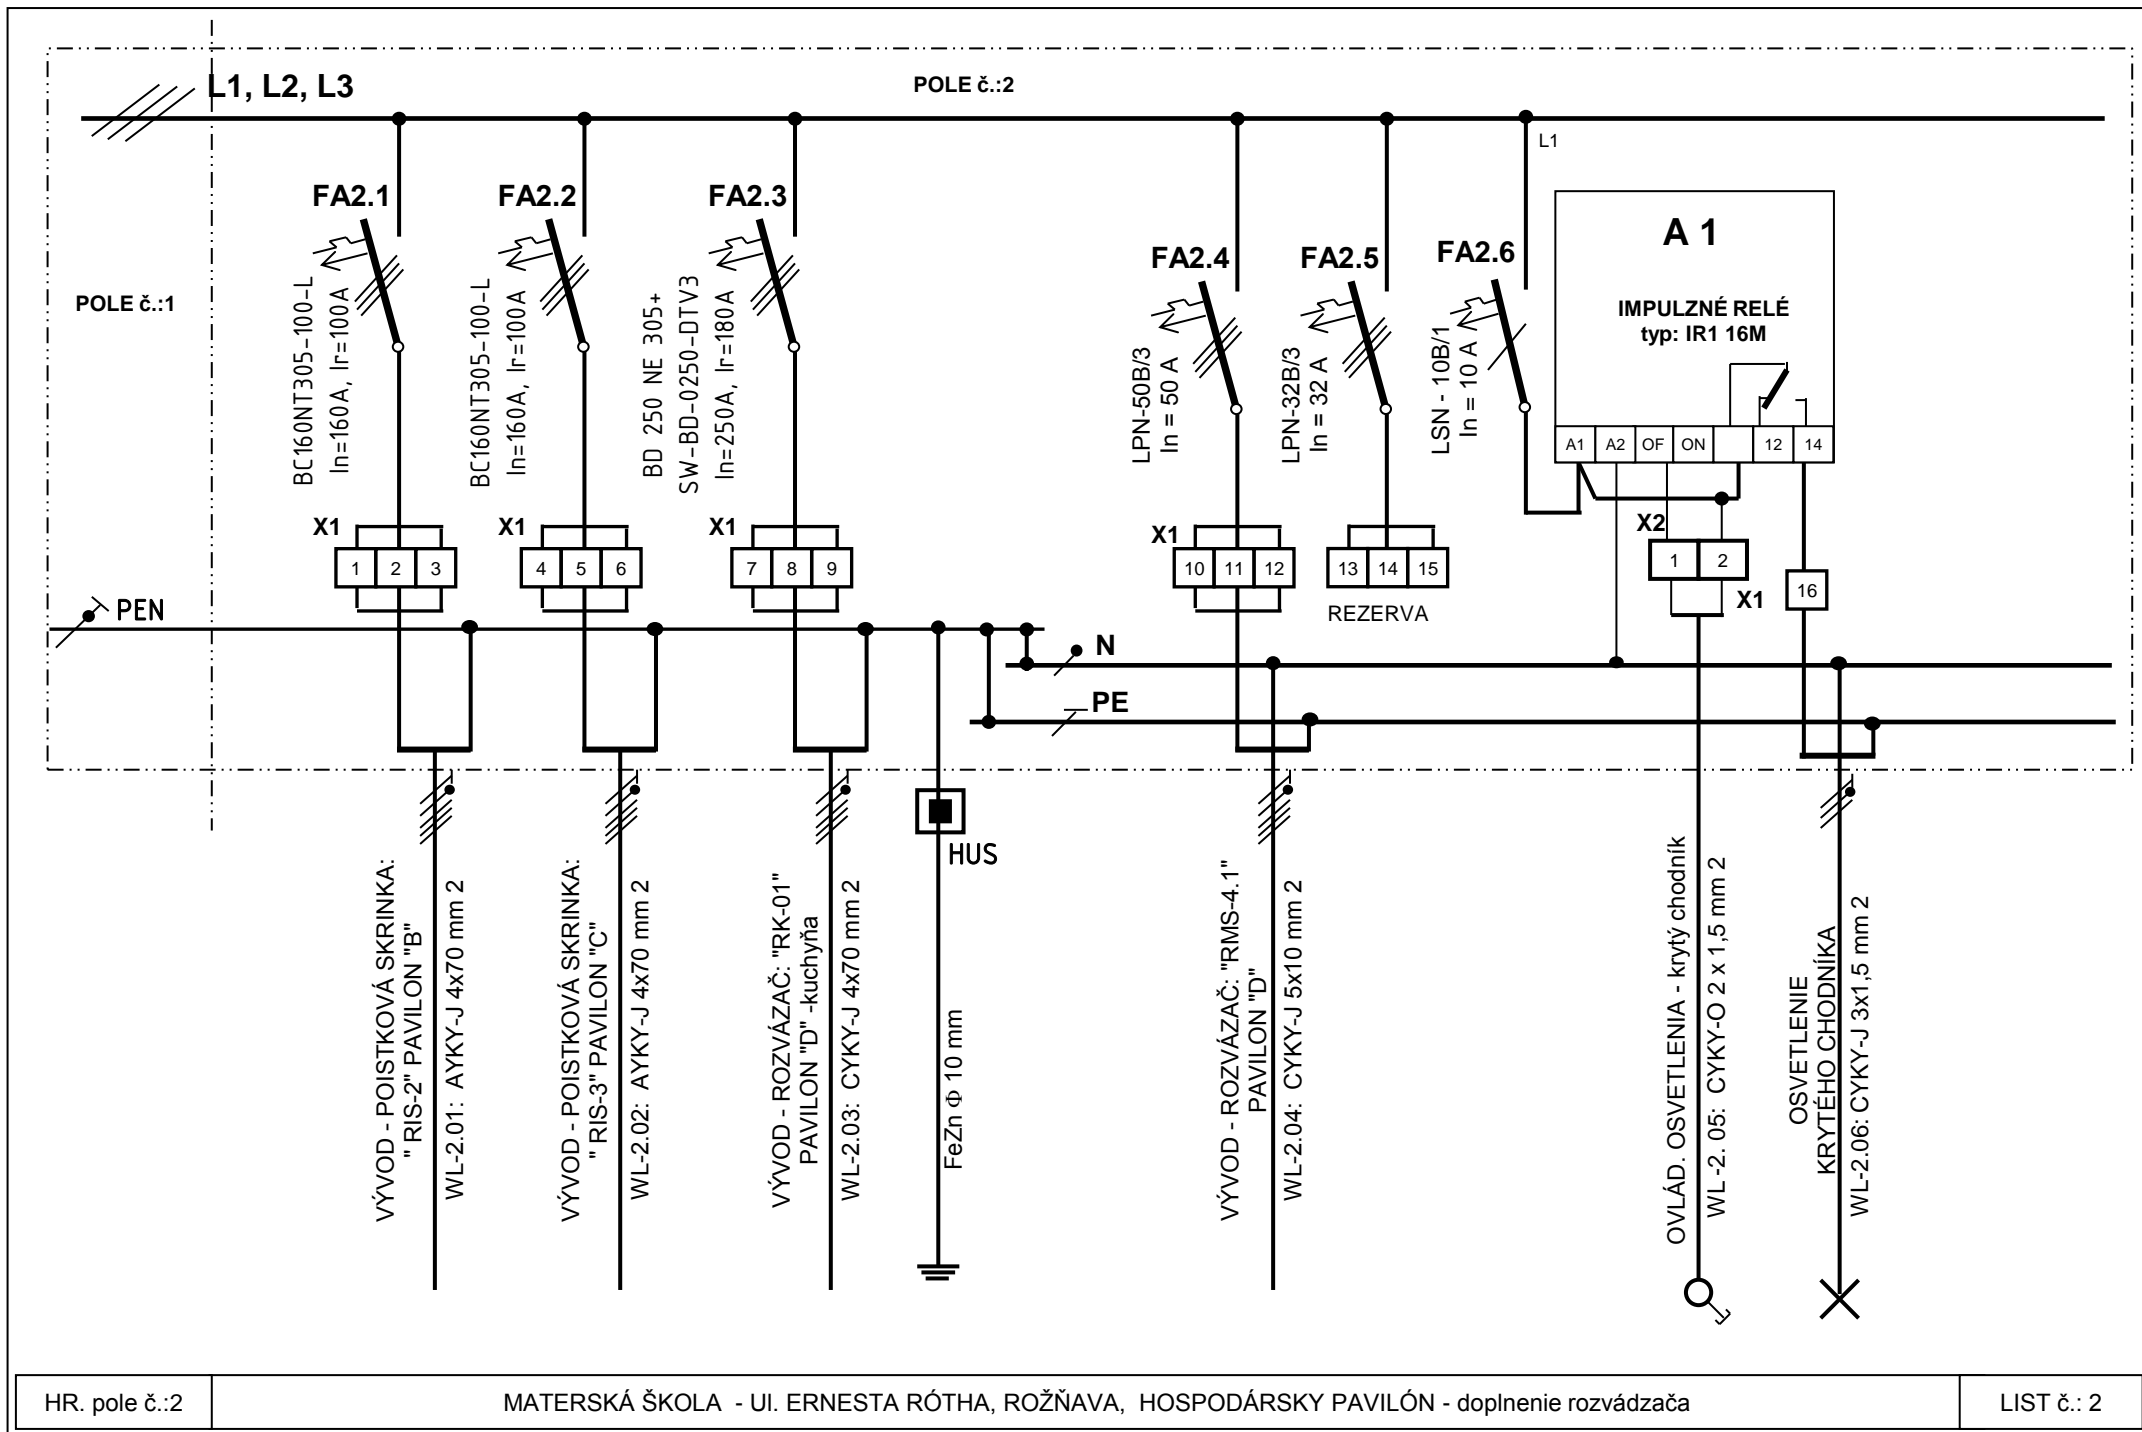 L1, L2, L3
POLE č.:2
L1
POLE č.:1
FA2.1
BC160NT305-100-L
In=160A, Ir=100A
FA2.2
BC160NT305-100-L
In=160A, Ir=100A
FA2.3
BD 250 NE 305+
SW-BD-0250-DTV3
In=250A, Ir=180A
FA2.4
LPN-50B/3
In = 50 A
FA2.5
LPN-32B/3
In = 32 A
FA2.6
LSN - 10B/1
In = 10 A
A 1
IMPULZNÉ RELÉ
typ: IR1 16M
A1 A2 OF ON 12 14
X1
1 2 3
X1
4 5 6
X1
7 8 9
X1
10 11 12
13 14 15
REZERVA
X2
1 2
X1
16
PEN
N
PE
HUS
VÝVOD - POISTKOVÁ SKRINKA:
" RIS-2" PAVILON "B"
WL-2.01: AYKY-J 4x70 mm 2
VÝVOD - POISTKOVÁ SKRINKA:
" RIS-3" PAVILON "C"
WL-2.02: AYKY-J 4x70 mm 2
VÝVOD - ROZVÁZAČ: "RK-01"
PAVILON "D" -kuchyňa
WL-2.03: CYKY-J 4x70 mm 2
FeZn Φ 10 mm
VÝVOD - ROZVÁZAČ: "RMS-4.1"
PAVILON "D"
WL-2.04: CYKY-J 5x10 mm 2
OVLÁD. OSVETLENIA - krytý chodník
WL -2. 05: CYKY-O 2 x 1,5 mm 2
OSVETLENIE
KRYTÉHO CHODNÍKA
WL-2.06: CYKY-J 3x1,5 mm 2
HR. pole č.:2
MATERSKÁ ŠKOLA - Ul. ERNESTA RÓTHA, ROŽŇAVA, HOSPODÁRSKY PAVILÓN - doplnenie rozvádzača
LIST č.: 2